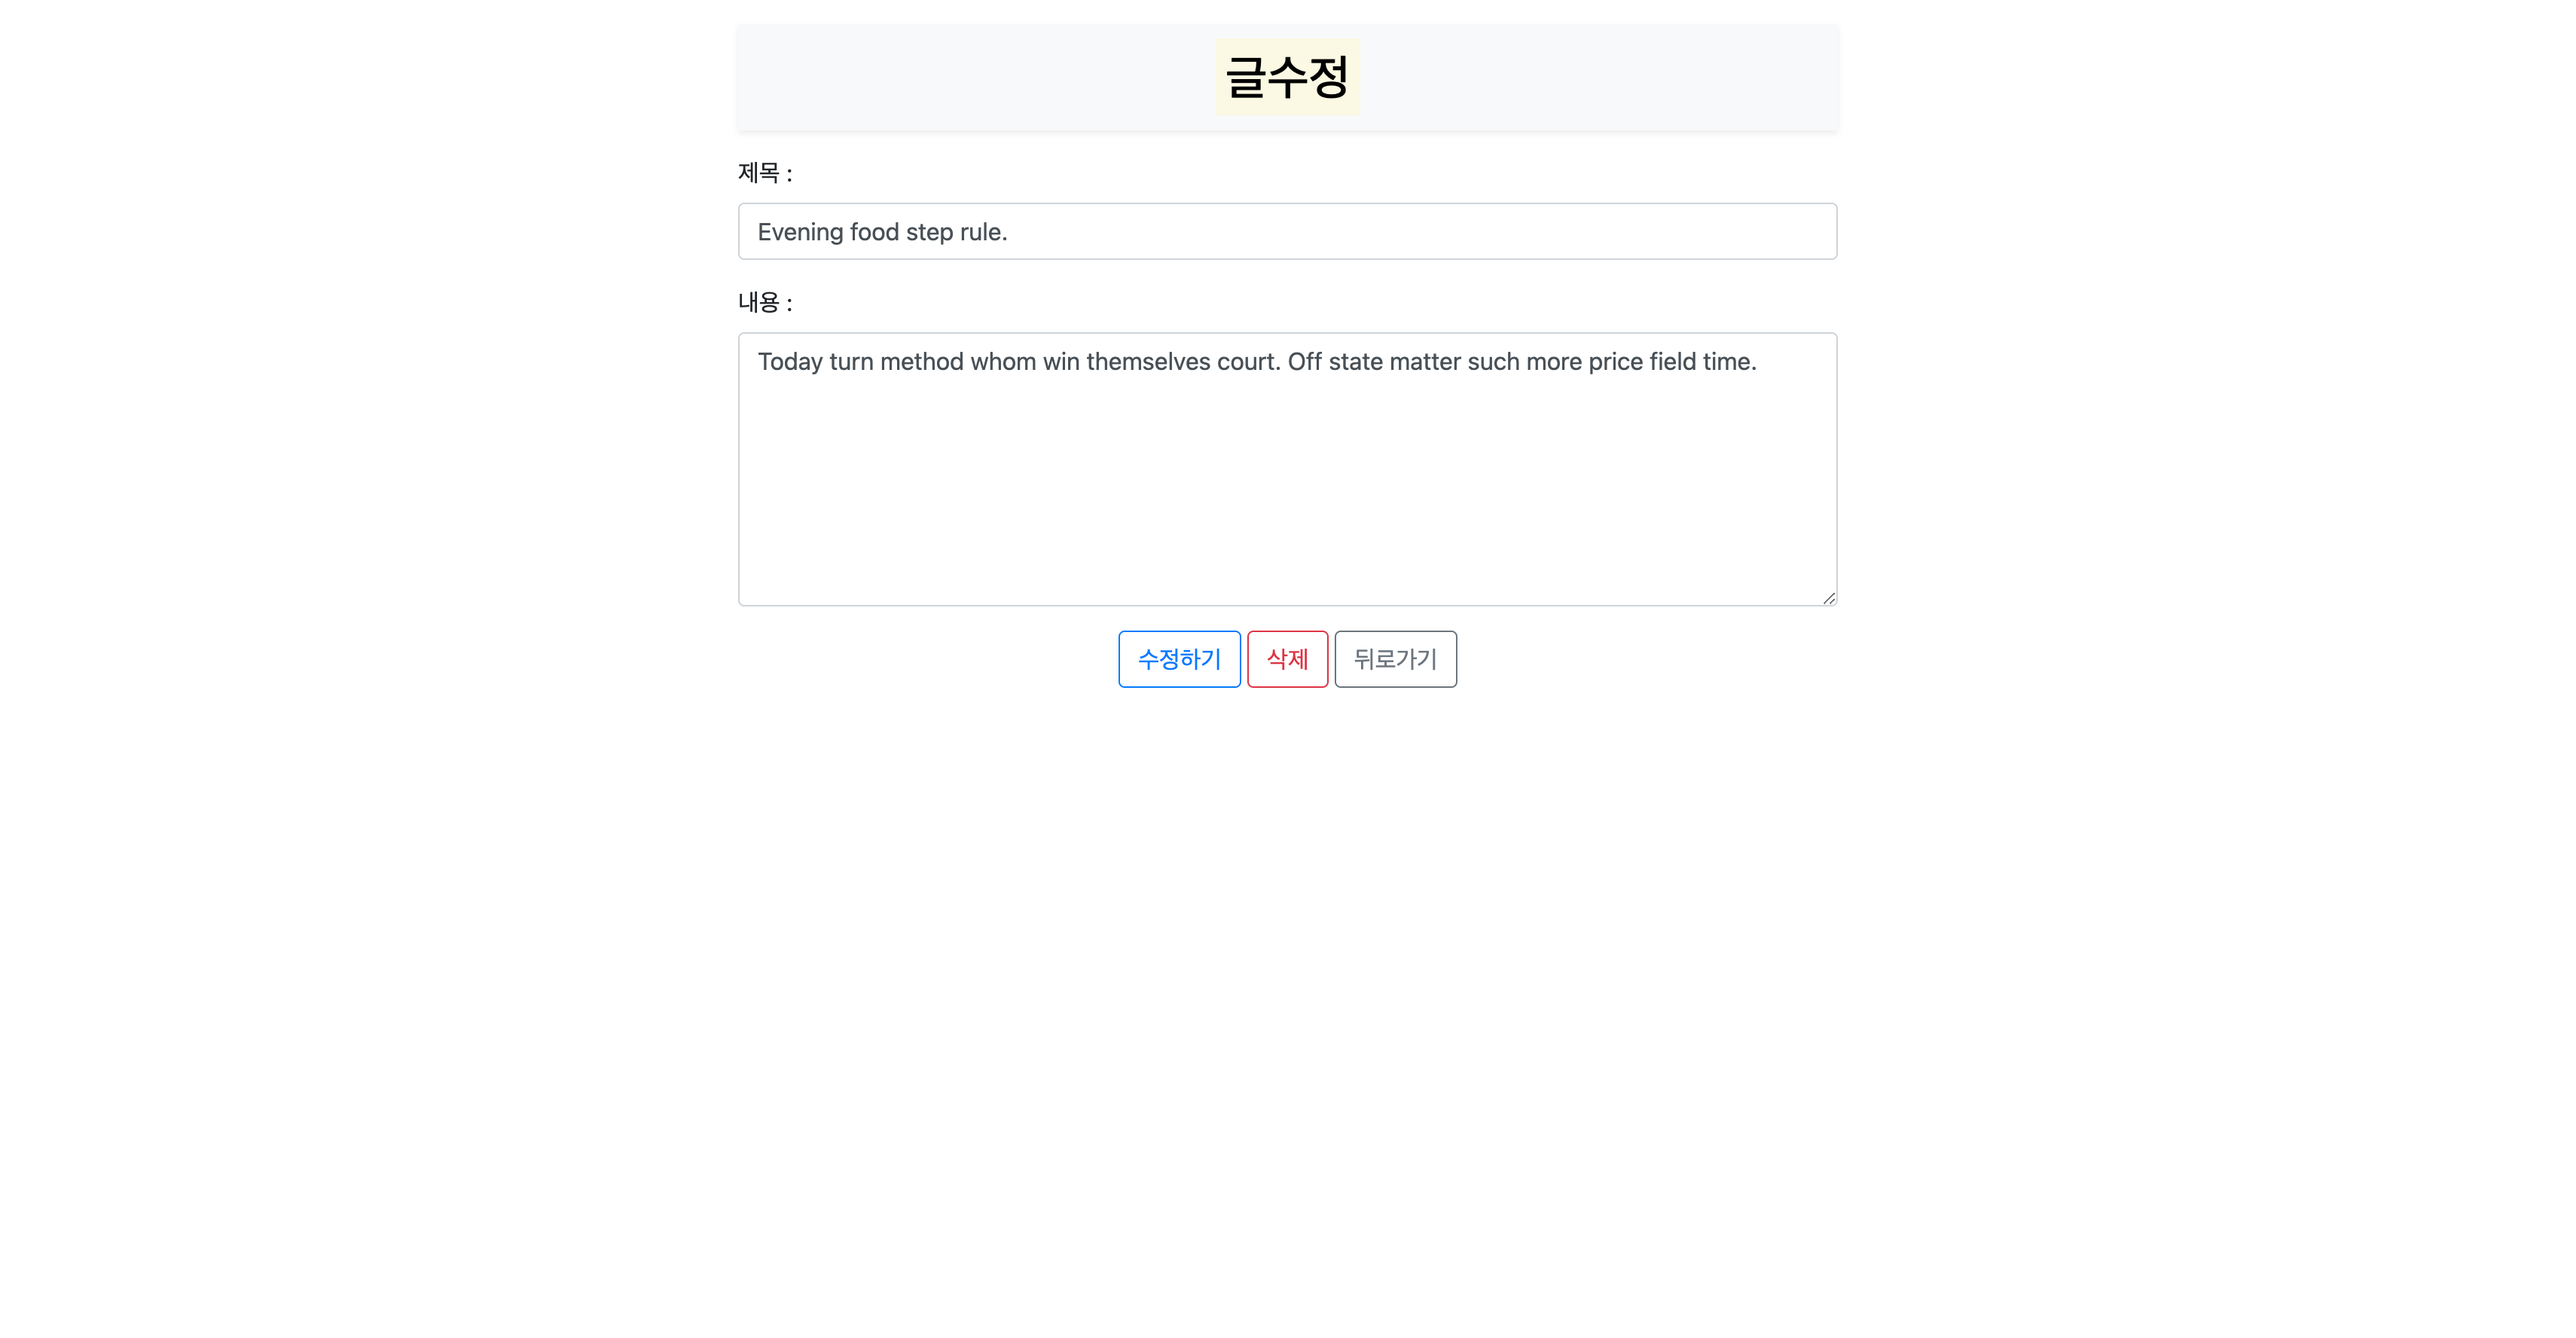 글수정
제목 :
Evening food step rule.
내용 :
Today turn method whom win themselves court. Off state matter such more price field time.
수정하기 삭제 뒤로가기